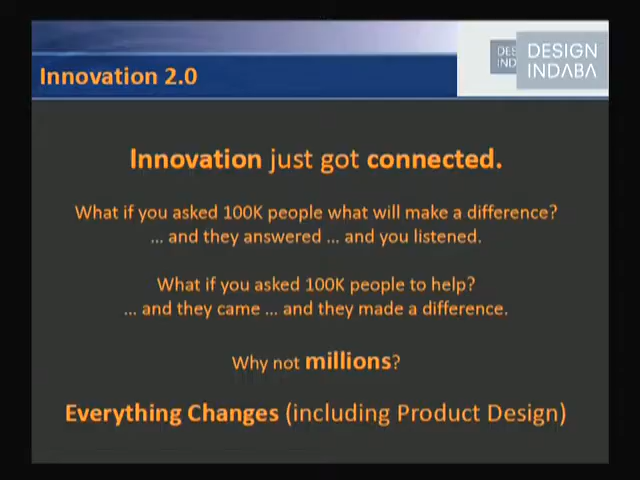 Innovation 2.0
DES
IND
DESIGN
INDABA
Innovation just got connected.
What if you asked 100K people what will make a difference?
... and they answered ... and you listened.
What if you asked 100K people to help?
... and they came ... and they made a difference.
Why not millions?
Everything Changes (including Product Design)